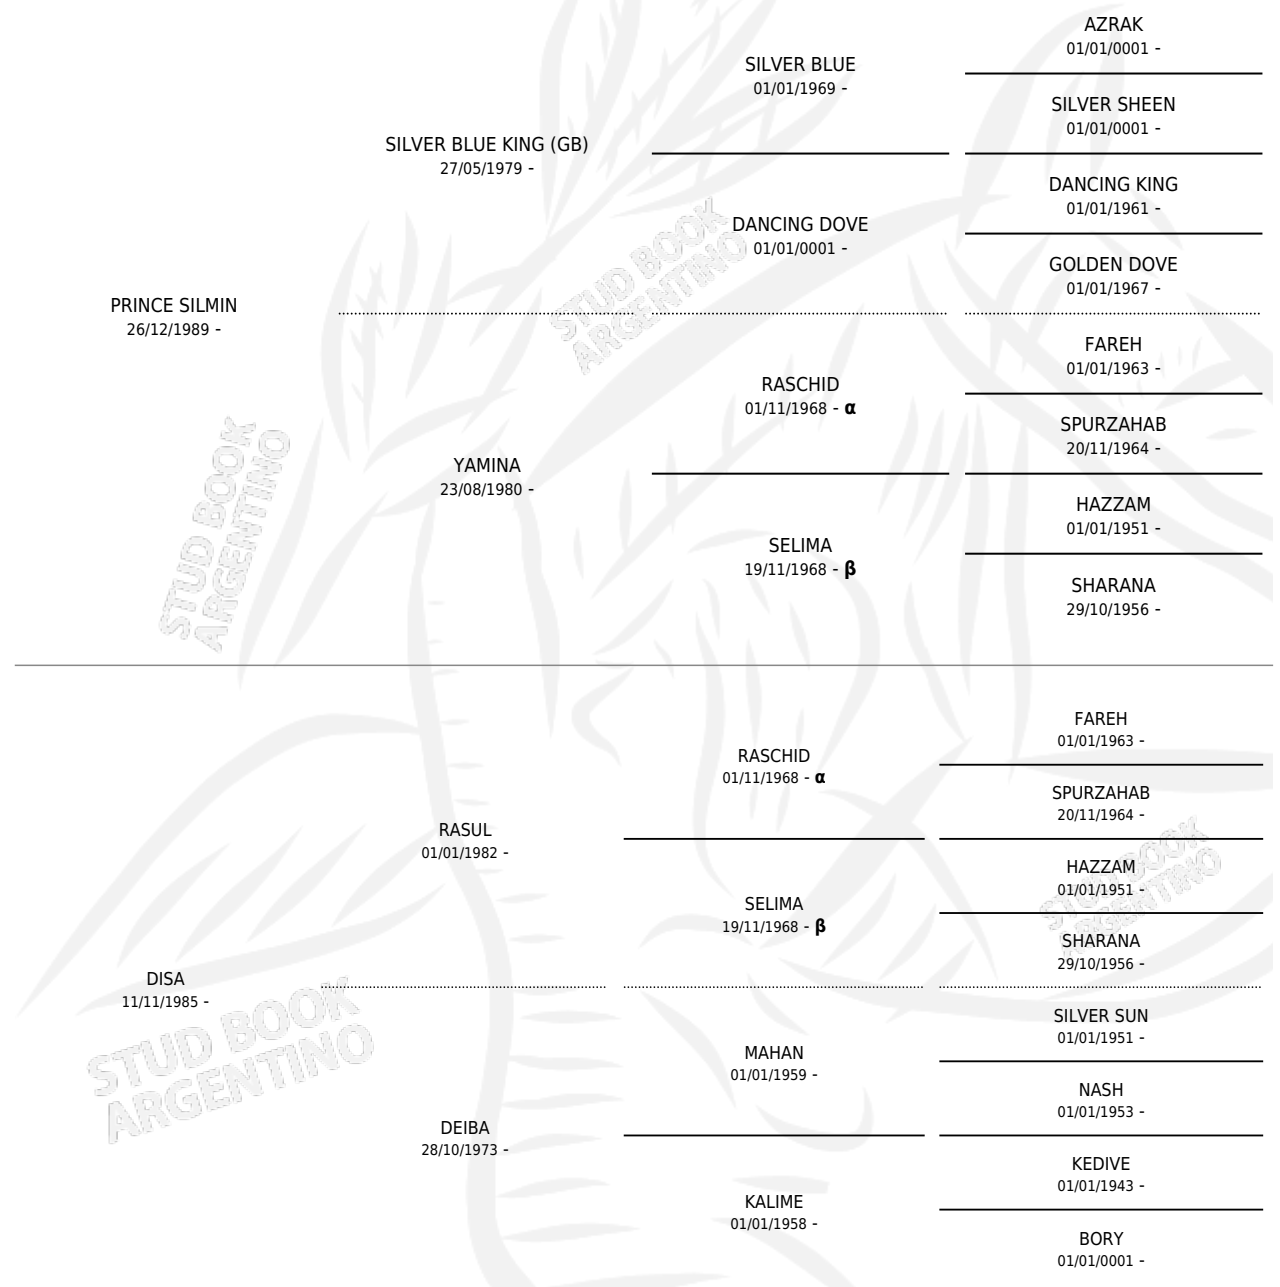 AZRAK
01/01/0001 -
SILVER BLUE
01/01/1969 -
SILVER SHEEN
01/01/0001 -
SILVER BLUE KING (GB)
27/05/1979 -
DANCING KING
01/01/1961 -
DANCING DOVE
01/01/0001 -
GOLDEN DOVE
01/01/1967 -
PRINCE SILMIN
26/12/1989 -
FAREH
01/01/1963 -
RASCHID
01/11/1968 - α
SPURZAHAB
20/11/1964 -
YAMINA
23/08/1980 -
HAZZAM
01/01/1951 -
SELIMA
19/11/1968 - β
SHARANA
29/10/1956 -
FAREH
01/01/1963 -
RASCHID
01/11/1968 - α
SPURZAHAB
20/11/1964 -
RASUL
01/01/1982 -
HAZZAM
01/01/1951 -
SELIMA
19/11/1968 - β
SHARANA
29/10/1956 -
DISA
11/11/1985 -
SILVER SUN
01/01/1951 -
MAHAN
01/01/1959 -
NASH
01/01/1953 -
DEIBA
28/10/1973 -
KEDIVE
01/01/1943 -
KALIME
01/01/1958 -
BORY
01/01/0001 -
STUD BOOK
ARGENTINO
STUD BOOK
ARGENTINO
STUD BOOK
ARGENTINO
STUD BOOK
ARGENTINO